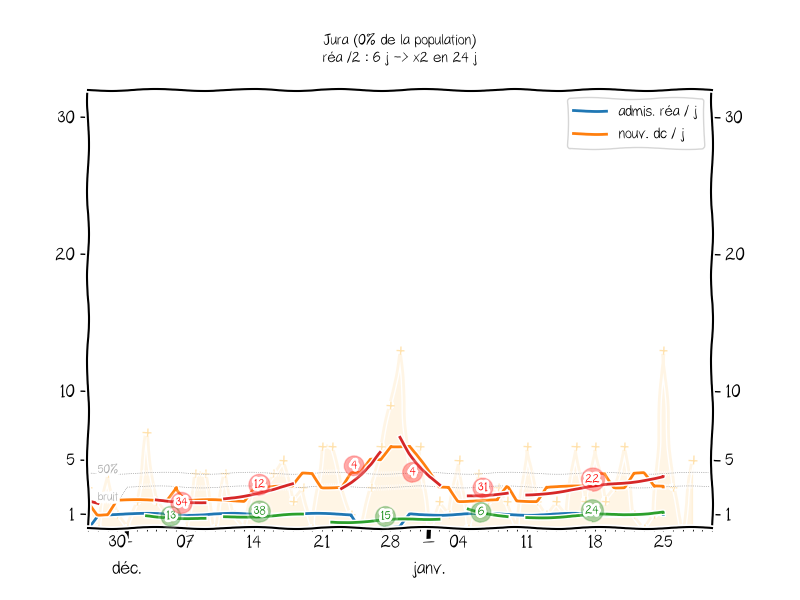 Jura (0% de la population)
réa /2 : 6 j -> x2 en 24 j
admis. réa / j
nouv. dc / j
30 30
20 20
10 10
5 5
1 1
50%
bruit
4 4
12 31 22
34
13 38 15 6 24
30 07 14 21 28 04 11 18 25
déc. janv.